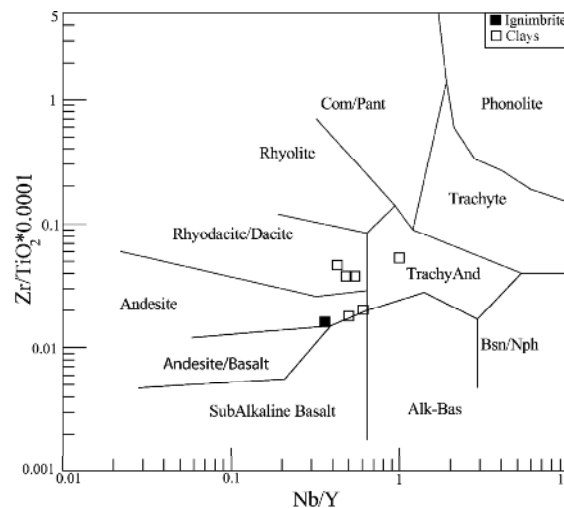 5
Ignimbrite
Clays
Com/Pant
Phonolite
1
Rhyolite
Trachyte
Zr/TiO2*0.0001
0.1
Rhyodacite/Dacite
TrachyAnd
Andesite
0.01
Bsn/Nph
Andesite/Basalt
SubAlkaline Basalt
Alk-Bas
0.001
0.01
0.1
1
Nb/Y